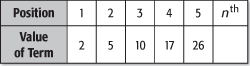 Position 1 2 3 4 5 nth
Value of Term 2 5 10 17 26